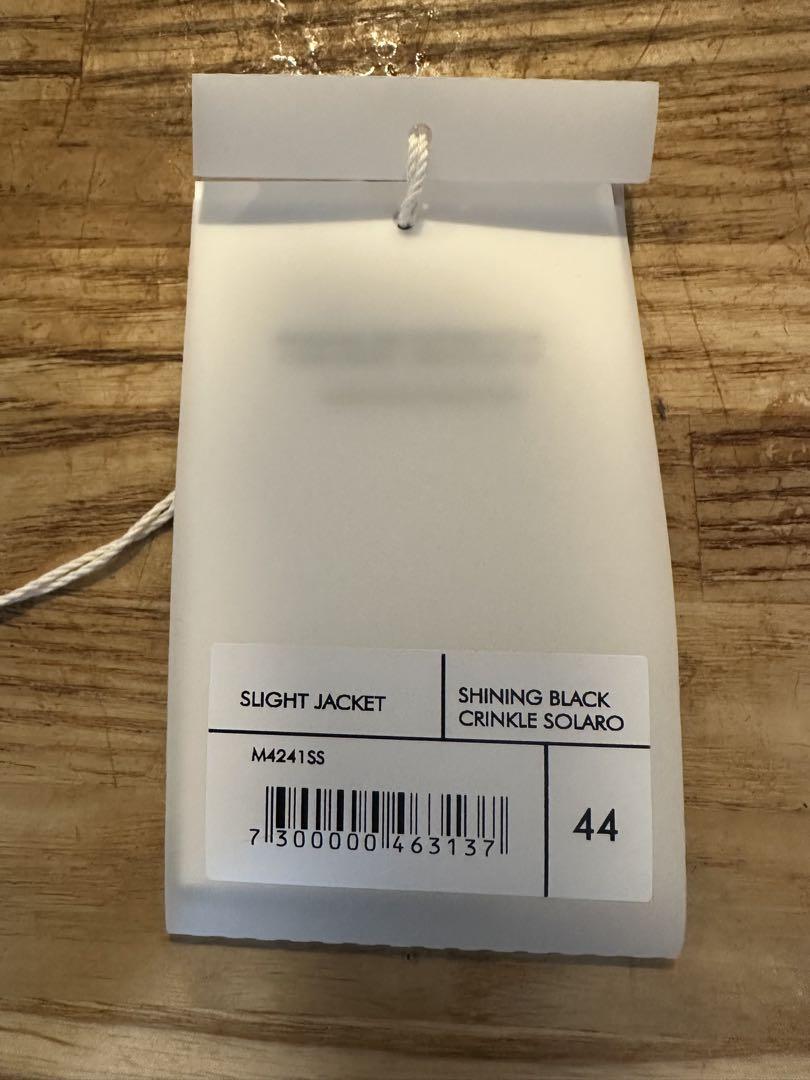 SLIGHT JACKET
SHINING BLACK
CRINKLE SOLARO
M4241SS
7 300000 463137
44